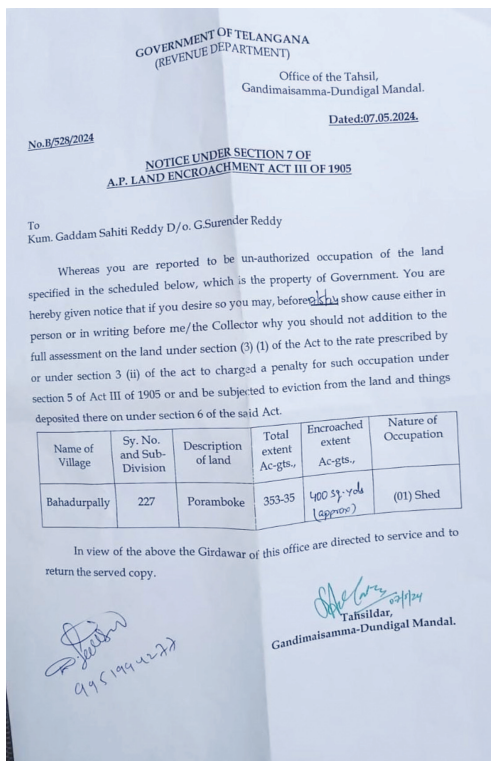 GOVERNMENT OF TELANGANA
(REVENUE DEPARTMENT)
Office of the Tahsil,
Gandimaisamma-Dundigal Mandal.
Dated:07.05.2024.
No.B/528/2024
NOTICE UNDER SECTION 7 OF
A.P. LAND ENCROACHMENT ACT III OF 1905
To
Kum. Gaddam Sahiti Reddy D/o. G.Surender Reddy
Whereas you are reported to be un-authorized occupation of the land
specified in the scheduled below, which is the property of Government. You are
hereby given notice that if you desire so you may, before show cause either in
person or in writing before me/the Collector why you should not addition to the
full assessment on the land under section (3) (1) of the Act to the rate prescribed by
or under section 3 (ii) of the act to charged a penalty for such occupation under
section 5 of Act III of 1905 or and be subjected to eviction from the land and things
deposited there on under section 6 of the said Act.
Name of Village Sy. No. and Sub-Division Description of land Total extent Ac-gts., Encroached extent Ac-gts., Nature of Occupation
Bahadurpally 227 Poramboke 353-35 400 Sq.yds (approx) (01) Shed
In view of the above the Girdawar of this office are directed to service and to
return the served copy.
Tahsildar,
Gandimaisamma-Dundigal Mandal.
9951994277